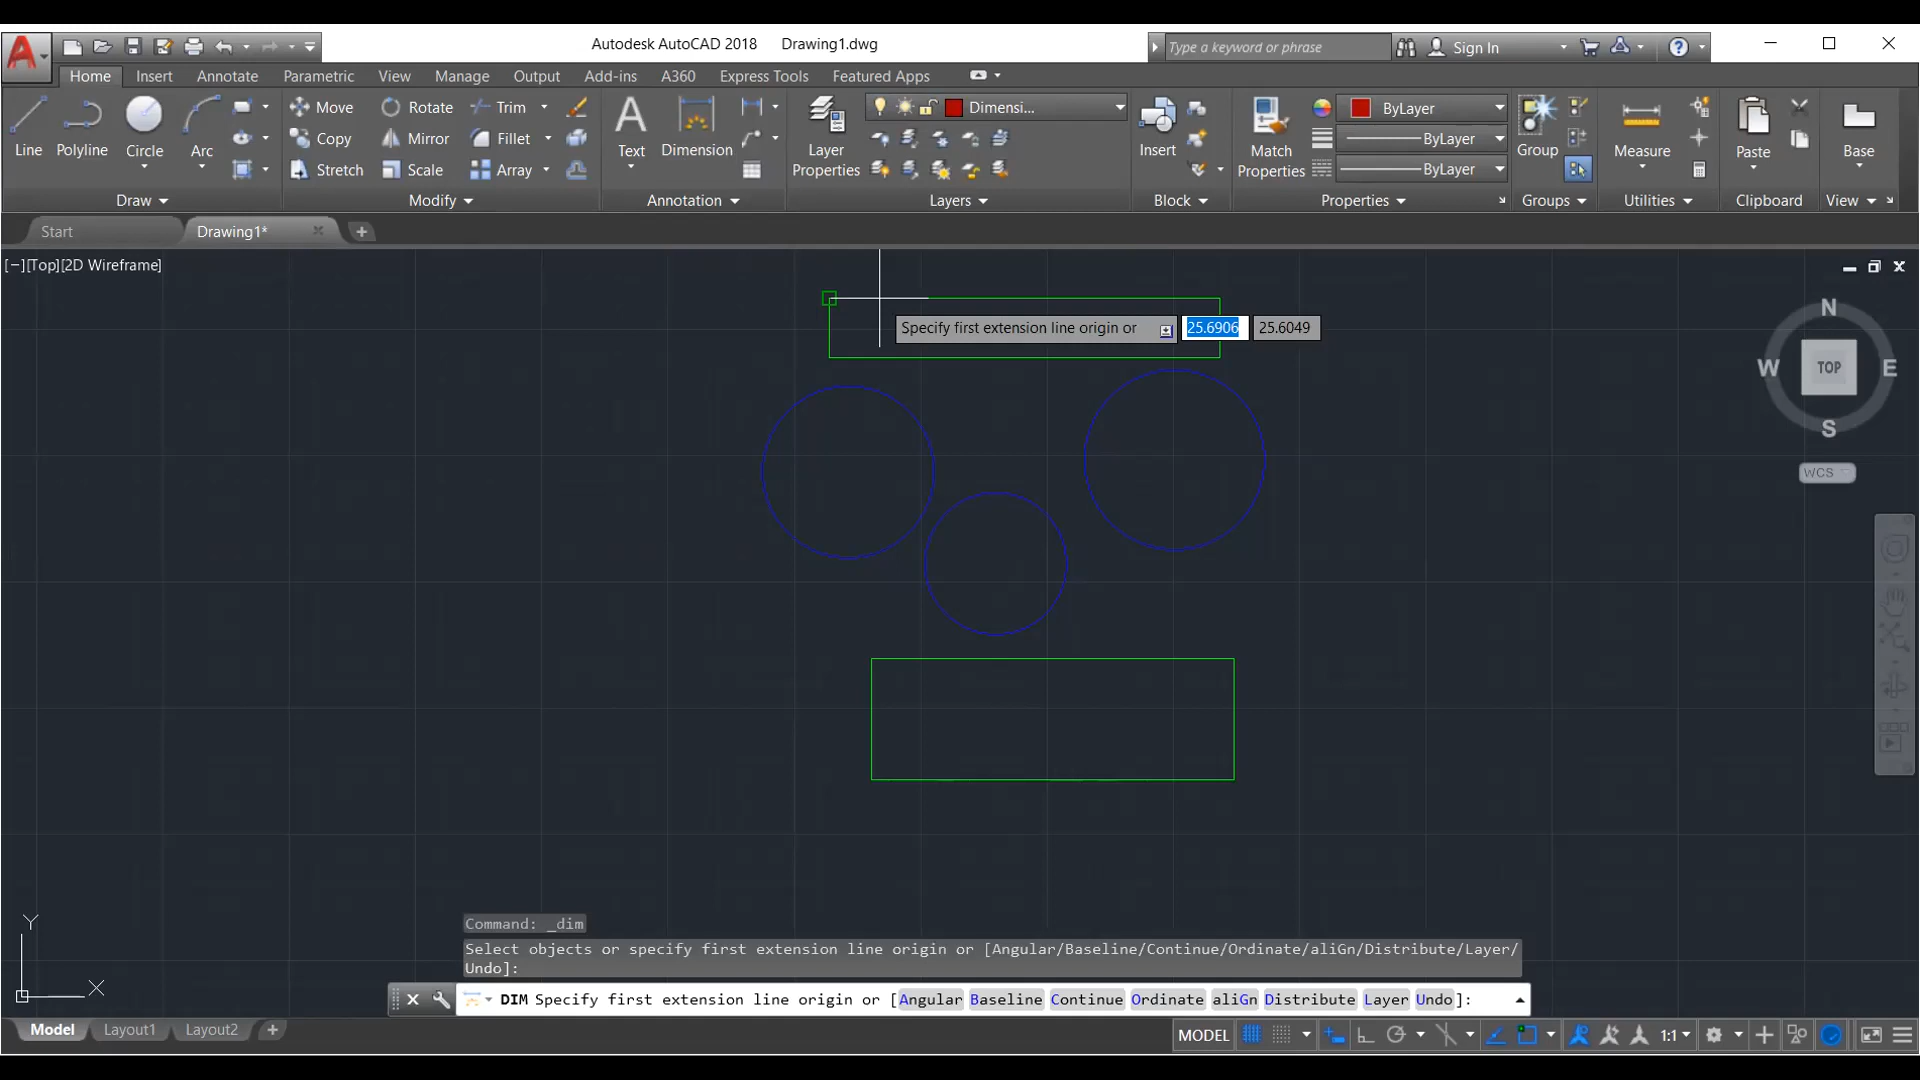 Autodesk AutoCAD 2018 Drawing1.dwg
Type a keyword or phrase
Sign In
Home Insert Annotate Parametric View Manage Output Add-ins A360 Express Tools Featured Apps
Line Polyline Circle Arc
Move Rotate Trim
Copy Mirror Fillet
Stretch Scale Array
Text Dimension
Layer Properties
Dimensi...
Insert
Match Properties
ByLayer
ByLayer
ByLayer
Group
Measure
Paste
Base
Draw Modify Annotation Layers Block Properties Groups Utilities Clipboard View
Start Drawing1*
[−][Top][2D Wireframe]
Specify first extension line origin or 25.6906 25.6049
N
W TOP E
S
WCS
Y
X
Command: _dim
Select objects or specify first extension line origin or [Angular/Baseline/Continue/Ordinate/aliGn/Distribute/Layer/
Undo]:
DIM Specify first extension line origin or [Angular Baseline Continue Ordinate aliGn Distribute Layer Undo]:
Model Layout1 Layout2
MODEL 1:1